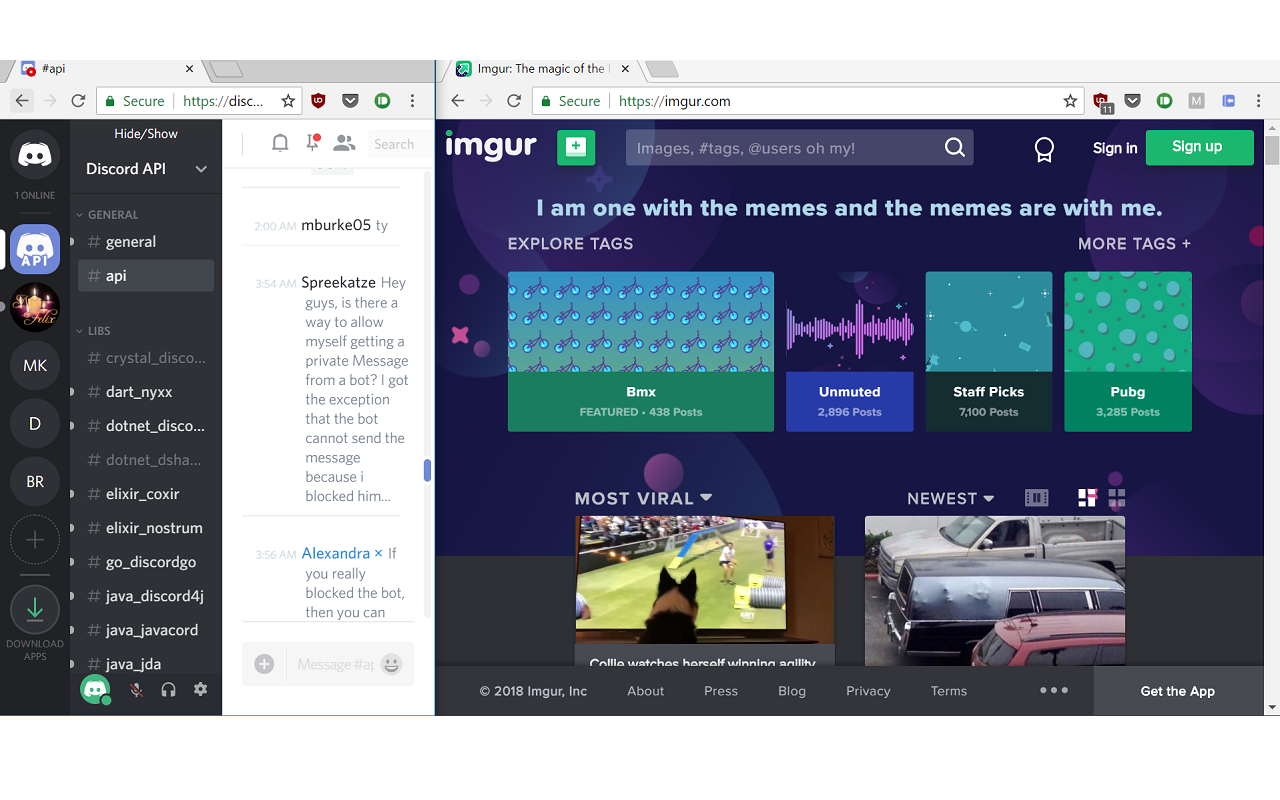 #api
Secure
https://disc...
Hide/Show
Discord API
1 ONLINE
GENERAL
# general
API
# api
Felix
LIBS
# crystal_disco...
MK
# dart_nyxx
D
# dotnet_disco...
# dotnet_dsha...
BR
# elixir_coxir
# elixir_nostrum
# go_discordgo
# java_discord4j
# java_javacord
DOWNLOAD
APPS
# java_jda
Search
2:00 AM mburke05 ty
3:54 AM Spreekatze Hey
guys, is there a
way to allow
myself getting a
private Message
from a bot? I got
the exception
that the bot
cannot send the
message
because i
blocked him...
3:56 AM Alexandra × If
you really
blocked the bot,
then you can
Message #ap
Imgur: The magic of the I
Secure
https://imgur.com
11
M
imgur
Images, #tags, @users oh my!
Sign in
Sign up
I am one with the memes and the memes are with me.
EXPLORE TAGS
MORE TAGS +
Bmx
FEATURED • 438 Posts
Unmuted
2,896 Posts
Staff Picks
7,100 Posts
Pubg
3,285 Posts
MOST VIRAL
NEWEST
Collie watches herself winning agility
© 2018 Imgur, Inc
About
Press
Blog
Privacy
Terms
•••
Get the App